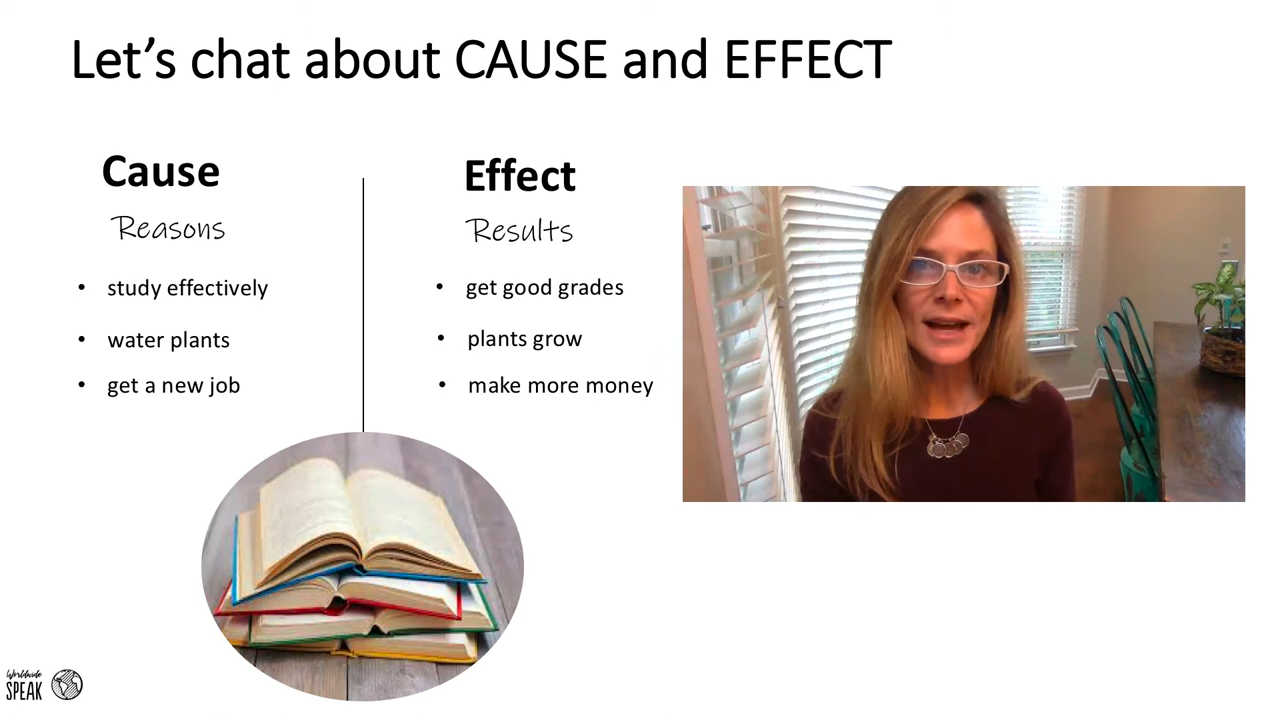 Let's chat about CAUSE and EFFECT
Cause
Reasons
• study effectively
• water plants
• get a new job
Effect
Results
• get good grades
• plants grow
• make more money
Worldwide
SPEAK